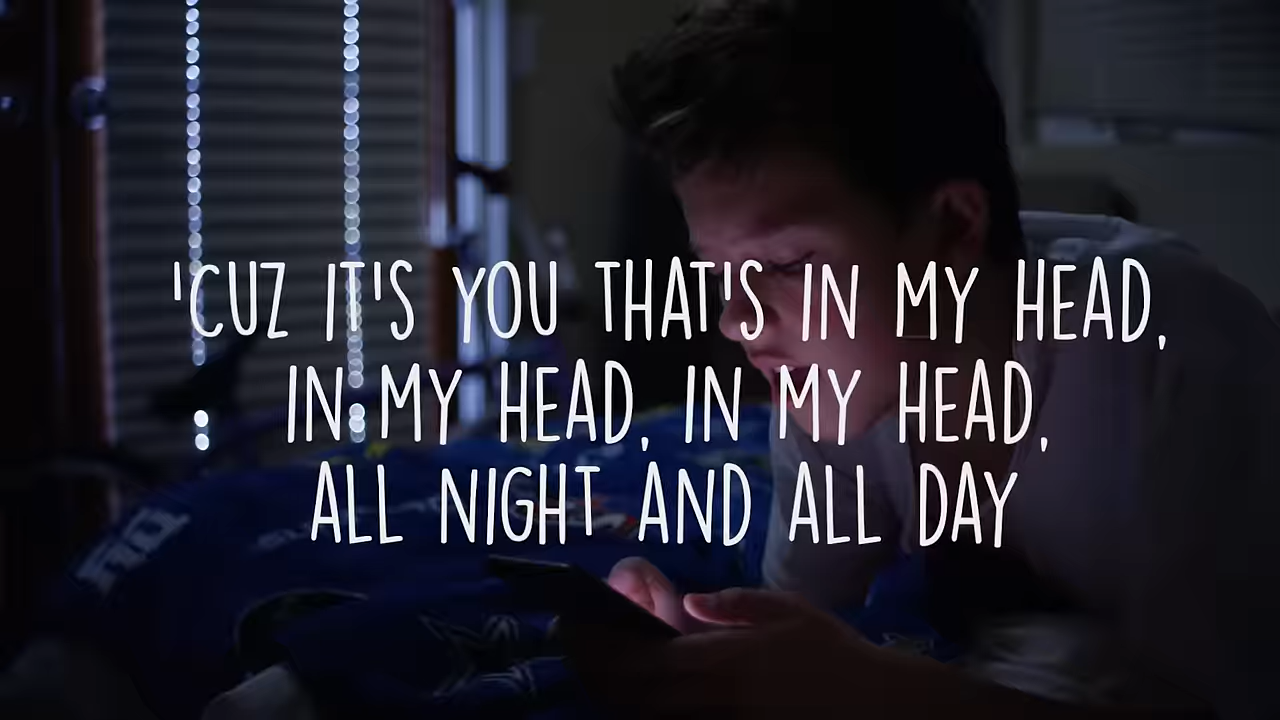 'CUZ IT'S YOU THAT'S IN MY HEAD,
IN MY HEAD, IN MY HEAD,
ALL NIGHT AND ALL DAY